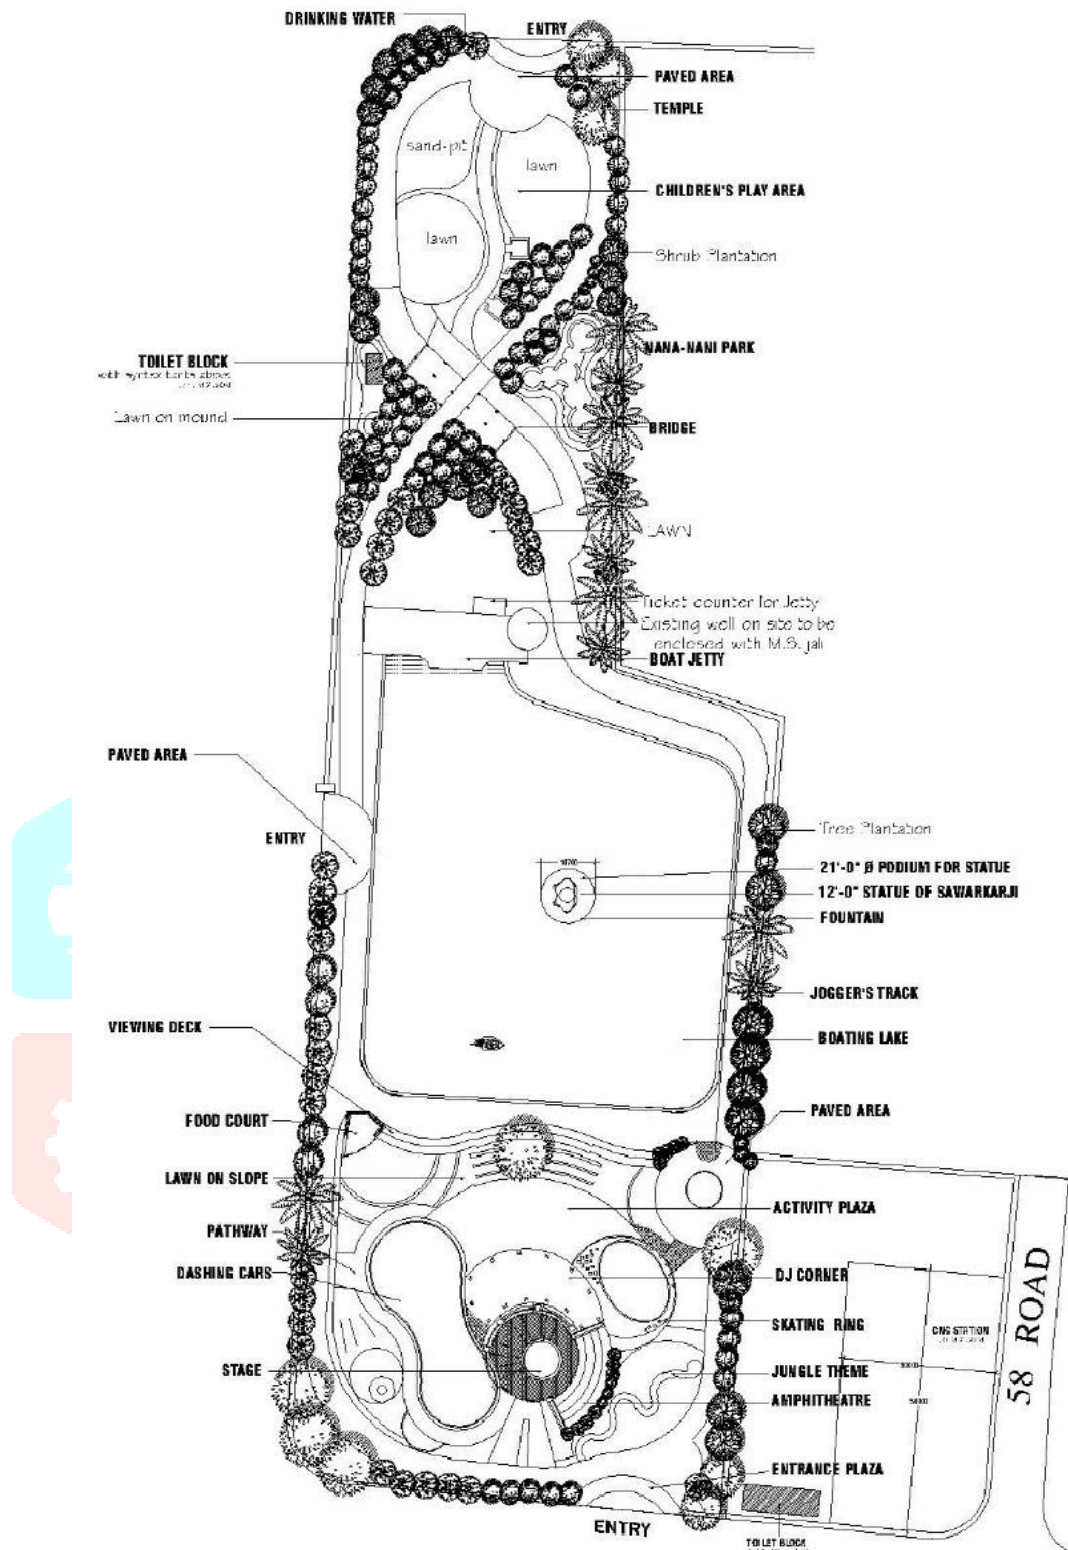 DRINKING WATER
ENTRY
PAVED AREA
TEMPLE
sand-pit
lawn
CHILDREN'S PLAY AREA
lawn
Shrub Plantation
NANA-NANI PARK
TOILET BLOCK
Lawn on mound
BRIDGE
LAWN
Ticket counter for Jetty
Existing well on site to be
enclosed with M.S. jali
BOAT JETTY
PAVED AREA
ENTRY
Tree Plantation
21'-0" Ø PODIUM FOR STATUE
12'-0" STATUE OF SAWARKARJI
FOUNTAIN
JOGGER'S TRACK
VIEWING DECK
BOATING LAKE
PAVED AREA
FOOD COURT
LAWN ON SLOPE
ACTIVITY PLAZA
PATHWAY
DASHING CARS
DJ CORNER
SKATING RING
CNG STATION
58 ROAD
STAGE
JUNGLE THEME
AMPHITHEATRE
ENTRANCE PLAZA
ENTRY
TOILET BLOCK